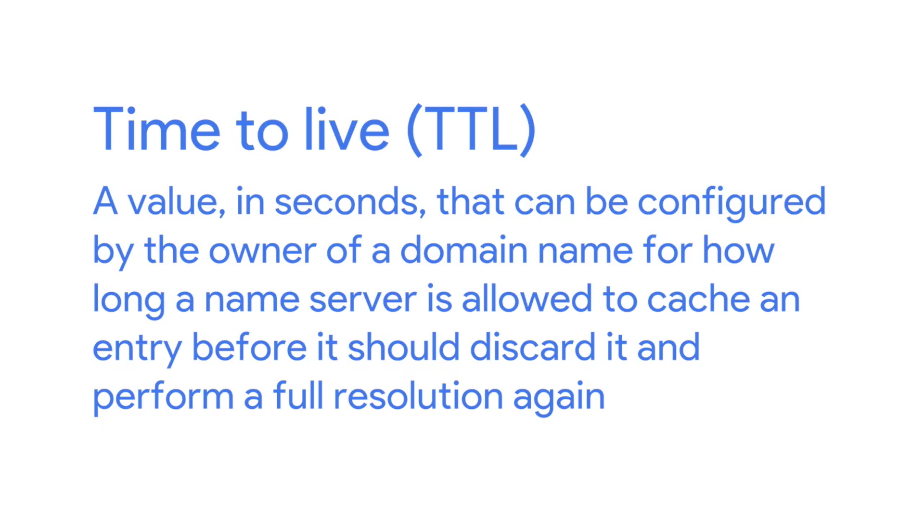 Time to live (TTL)
A value, in seconds, that can be configured
by the owner of a domain name for how
long a name server is allowed to cache an
entry before it should discard it and
perform a full resolution again